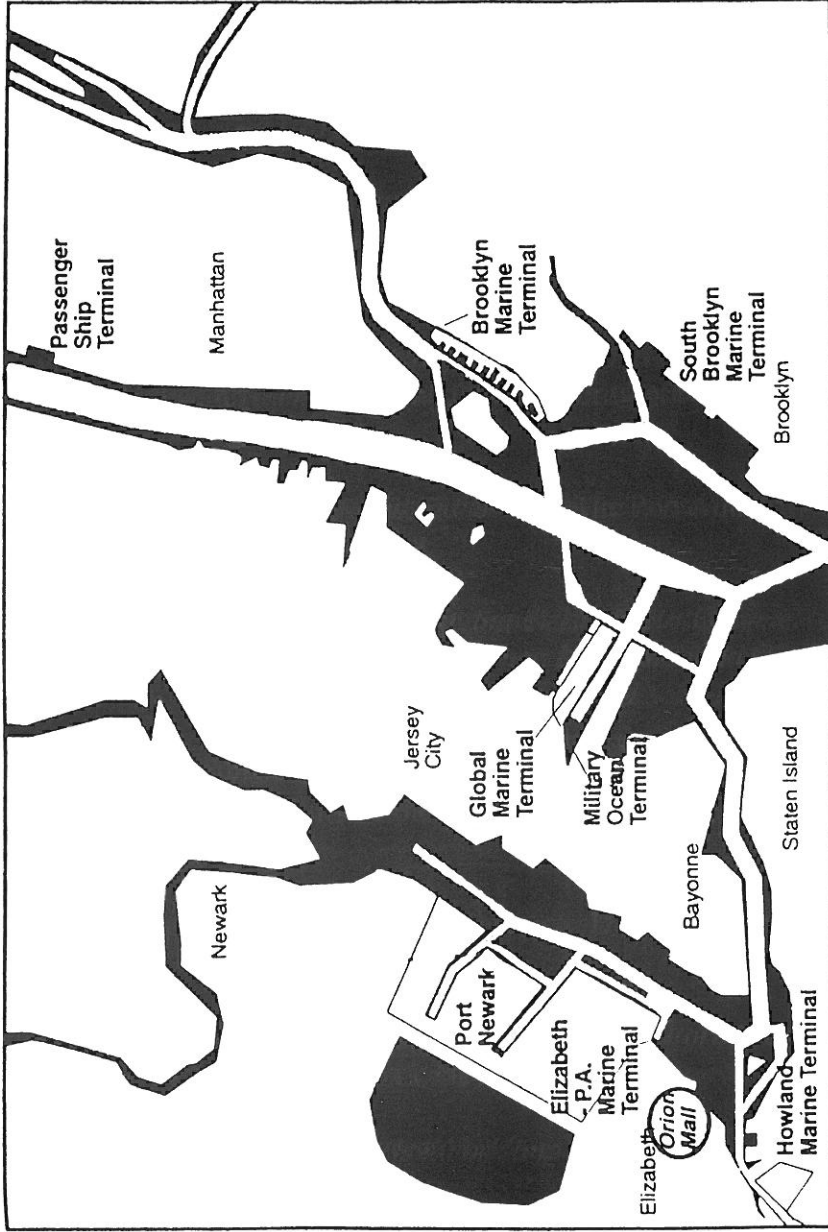 Passenger
Ship
Terminal
Manhattan
Brooklyn
Marine
Terminal
South
Brooklyn
Marine
Terminal
Brooklyn
Jersey
City
Global
Marine
Terminal
Military
Ocean
Terminal
Newark
Port
Newark
Elizabeth
P.A.
Marine
Terminal
Bayonne
Staten Island
Elizabeth
Orion
Mall
Howland
Marine Terminal